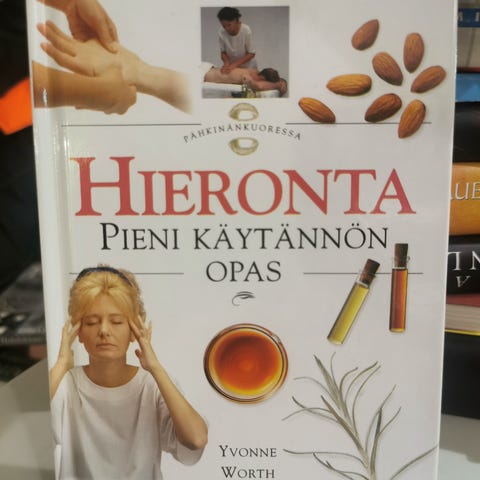 PÄHKINÄNKUORESSA
HIERONTA
PIENI KÄYTÄNNÖN
OPAS
YVONNE
WORTH